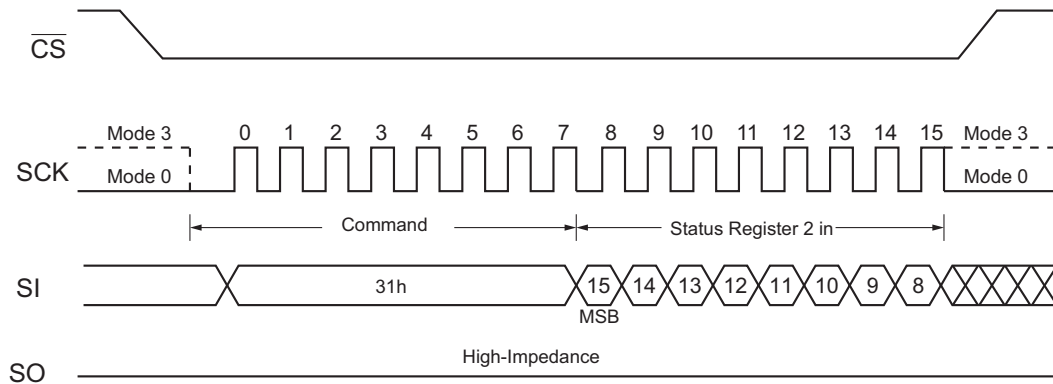 CS
Mode 3 0 1 2 3 4 5 6 7 8 9 10 11 12 13 14 15 Mode 3
SCK
Mode 0 Mode 0
Command Status Register 2 in
SI 31h 15 14 13 12 11 10 9 8
MSB
High-Impedance
SO